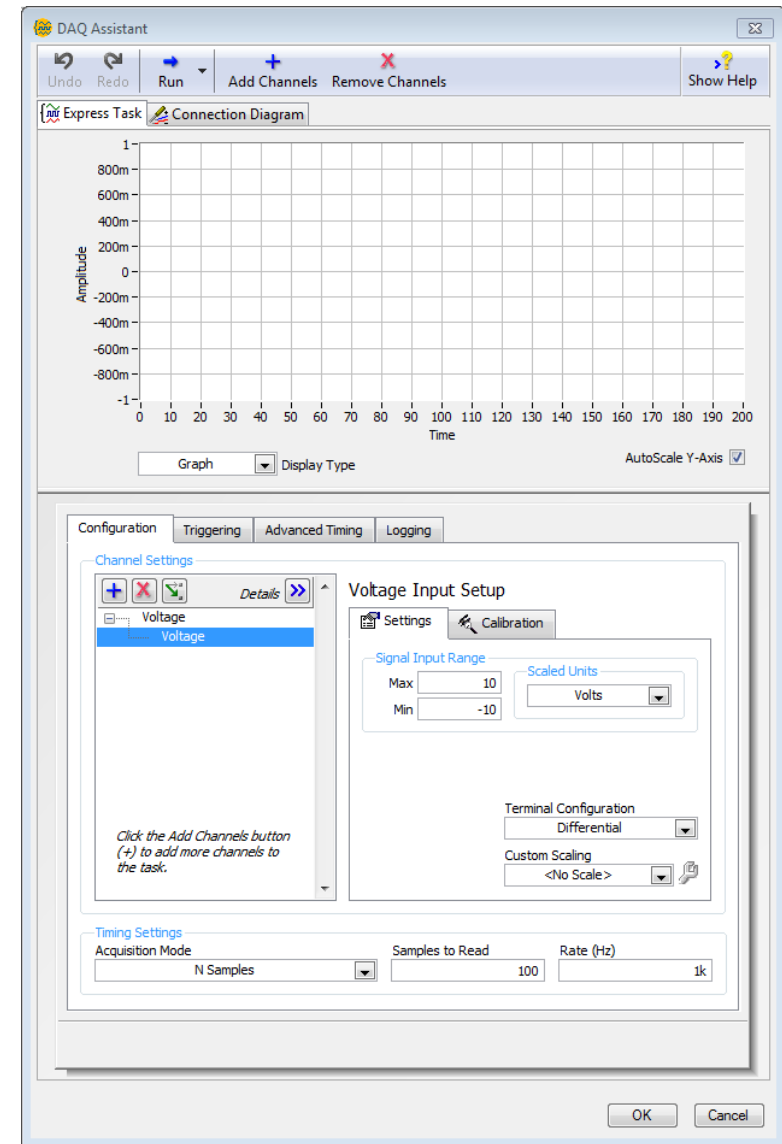 DAQ Assistant
Undo Redo Run Add Channels Remove Channels Show Help
Express Task Connection Diagram
1
800m
600m
400m
200m
0
-200m
-400m
-600m
-800m
-1
Amplitude
0 10 20 30 40 50 60 70 80 90 100 110 120 130 140 150 160 170 180 190 200
Time
Graph Display Type AutoScale Y-Axis
Configuration Triggering Advanced Timing Logging
Channel Settings
Details
Voltage
Voltage
Click the Add Channels button
(+) to add more channels to
the task.
Voltage Input Setup
Settings Calibration
Signal Input Range
Max 10
Min -10
Scaled Units
Volts
Terminal Configuration
Differential
Custom Scaling
<No Scale>
Timing Settings
Acquisition Mode Samples to Read Rate (Hz)
N Samples 100 1k
OK Cancel